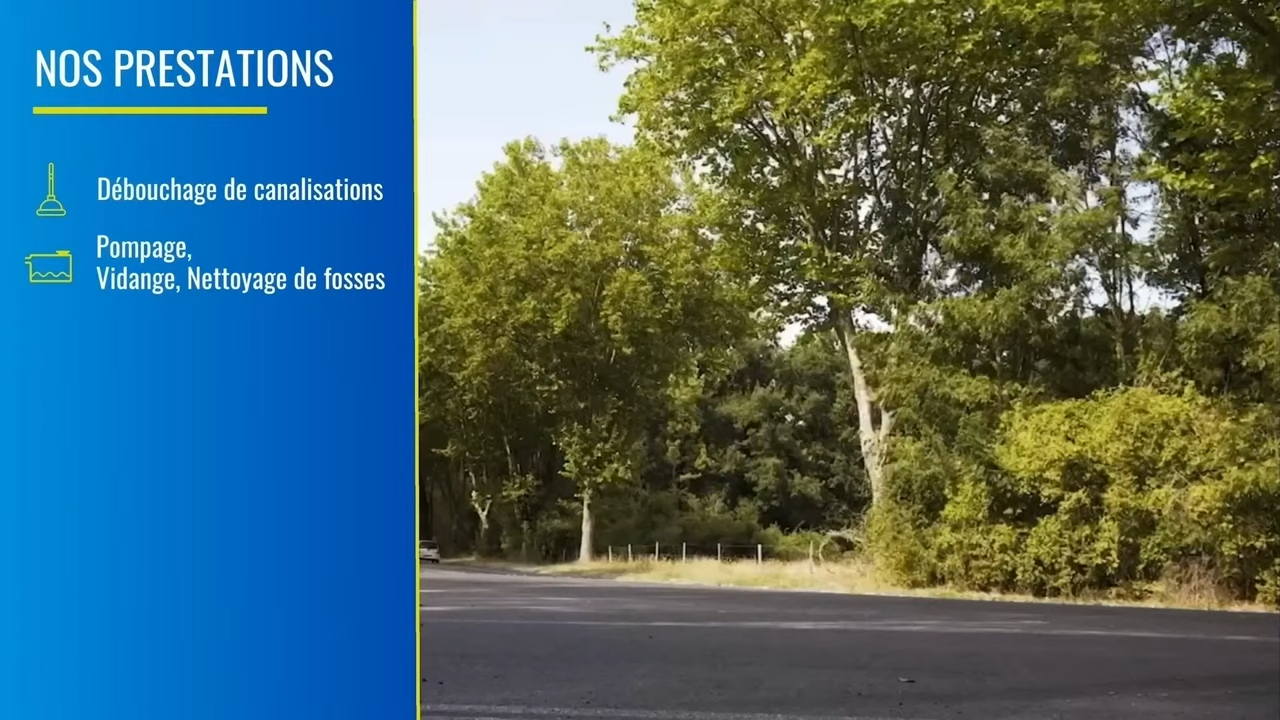 NOS PRESTATIONS
Débouchage de canalisations
Pompage,
Vidange, Nettoyage de fosses